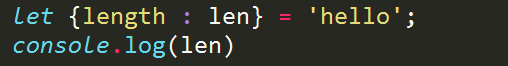 let {length : len} = 'hello';
console.log(len)